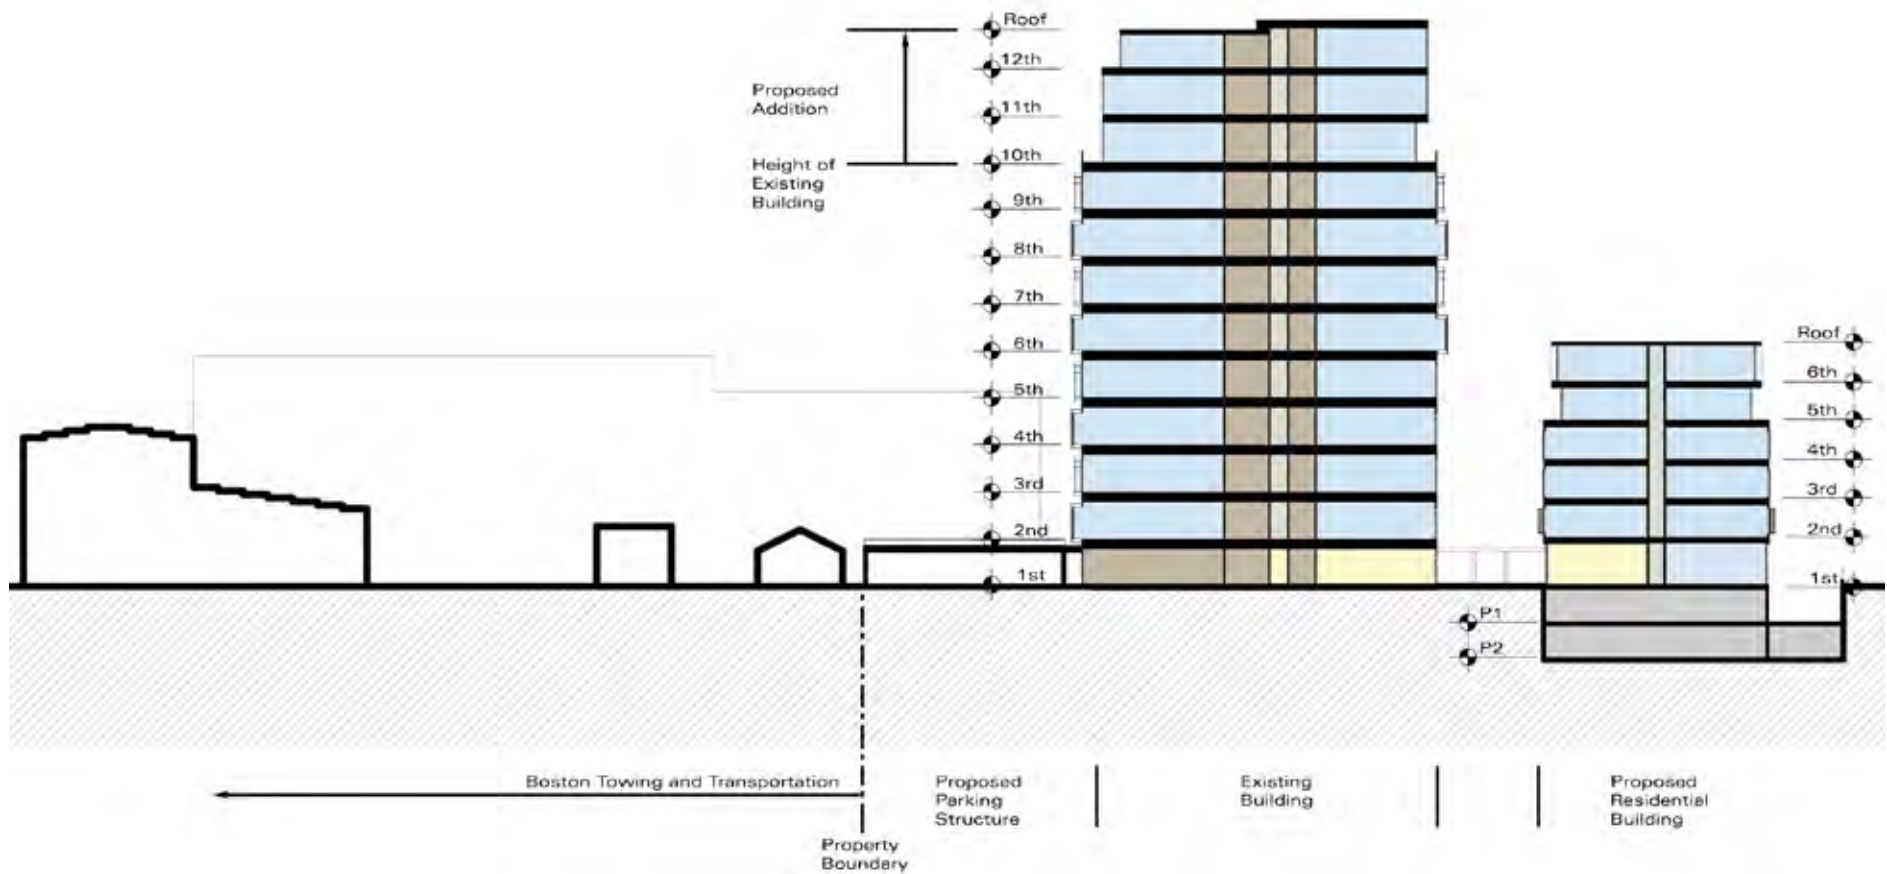 Roof
12th
11th
10th
9th
8th
7th
6th
5th
4th
3rd
2nd
1st
Proposed
Addition
Height of
Existing
Building
Roof
6th
5th
4th
3rd
2nd
1st
P1
P2
Boston Towing and Transportation
Property
Boundary
Proposed
Parking
Structure
Existing
Building
Proposed
Residential
Building